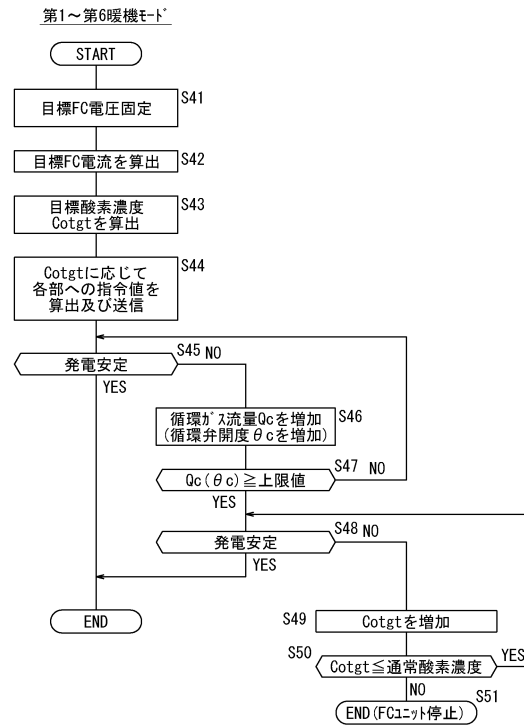 第1～第6暖機ﾓｰﾄﾞ
START
目標FC電圧固定
S41
目標FC電流を算出
S42
目標酸素濃度
Cotgtを算出
S43
Cotgtに応じて
各部への指令値を
算出及び送信
S44
発電安定
S45 NO
YES
循環ｶﾞｽ流量Qcを増加
(循環弁開度θcを増加)
S46
Qc(θc)≧上限値
S47 NO
YES
発電安定
S48 NO
YES
END
S49
Cotgtを増加
S50
Cotgt≦通常酸素濃度
YES
NO
S51
END(FCﾕﾆｯﾄ停止)